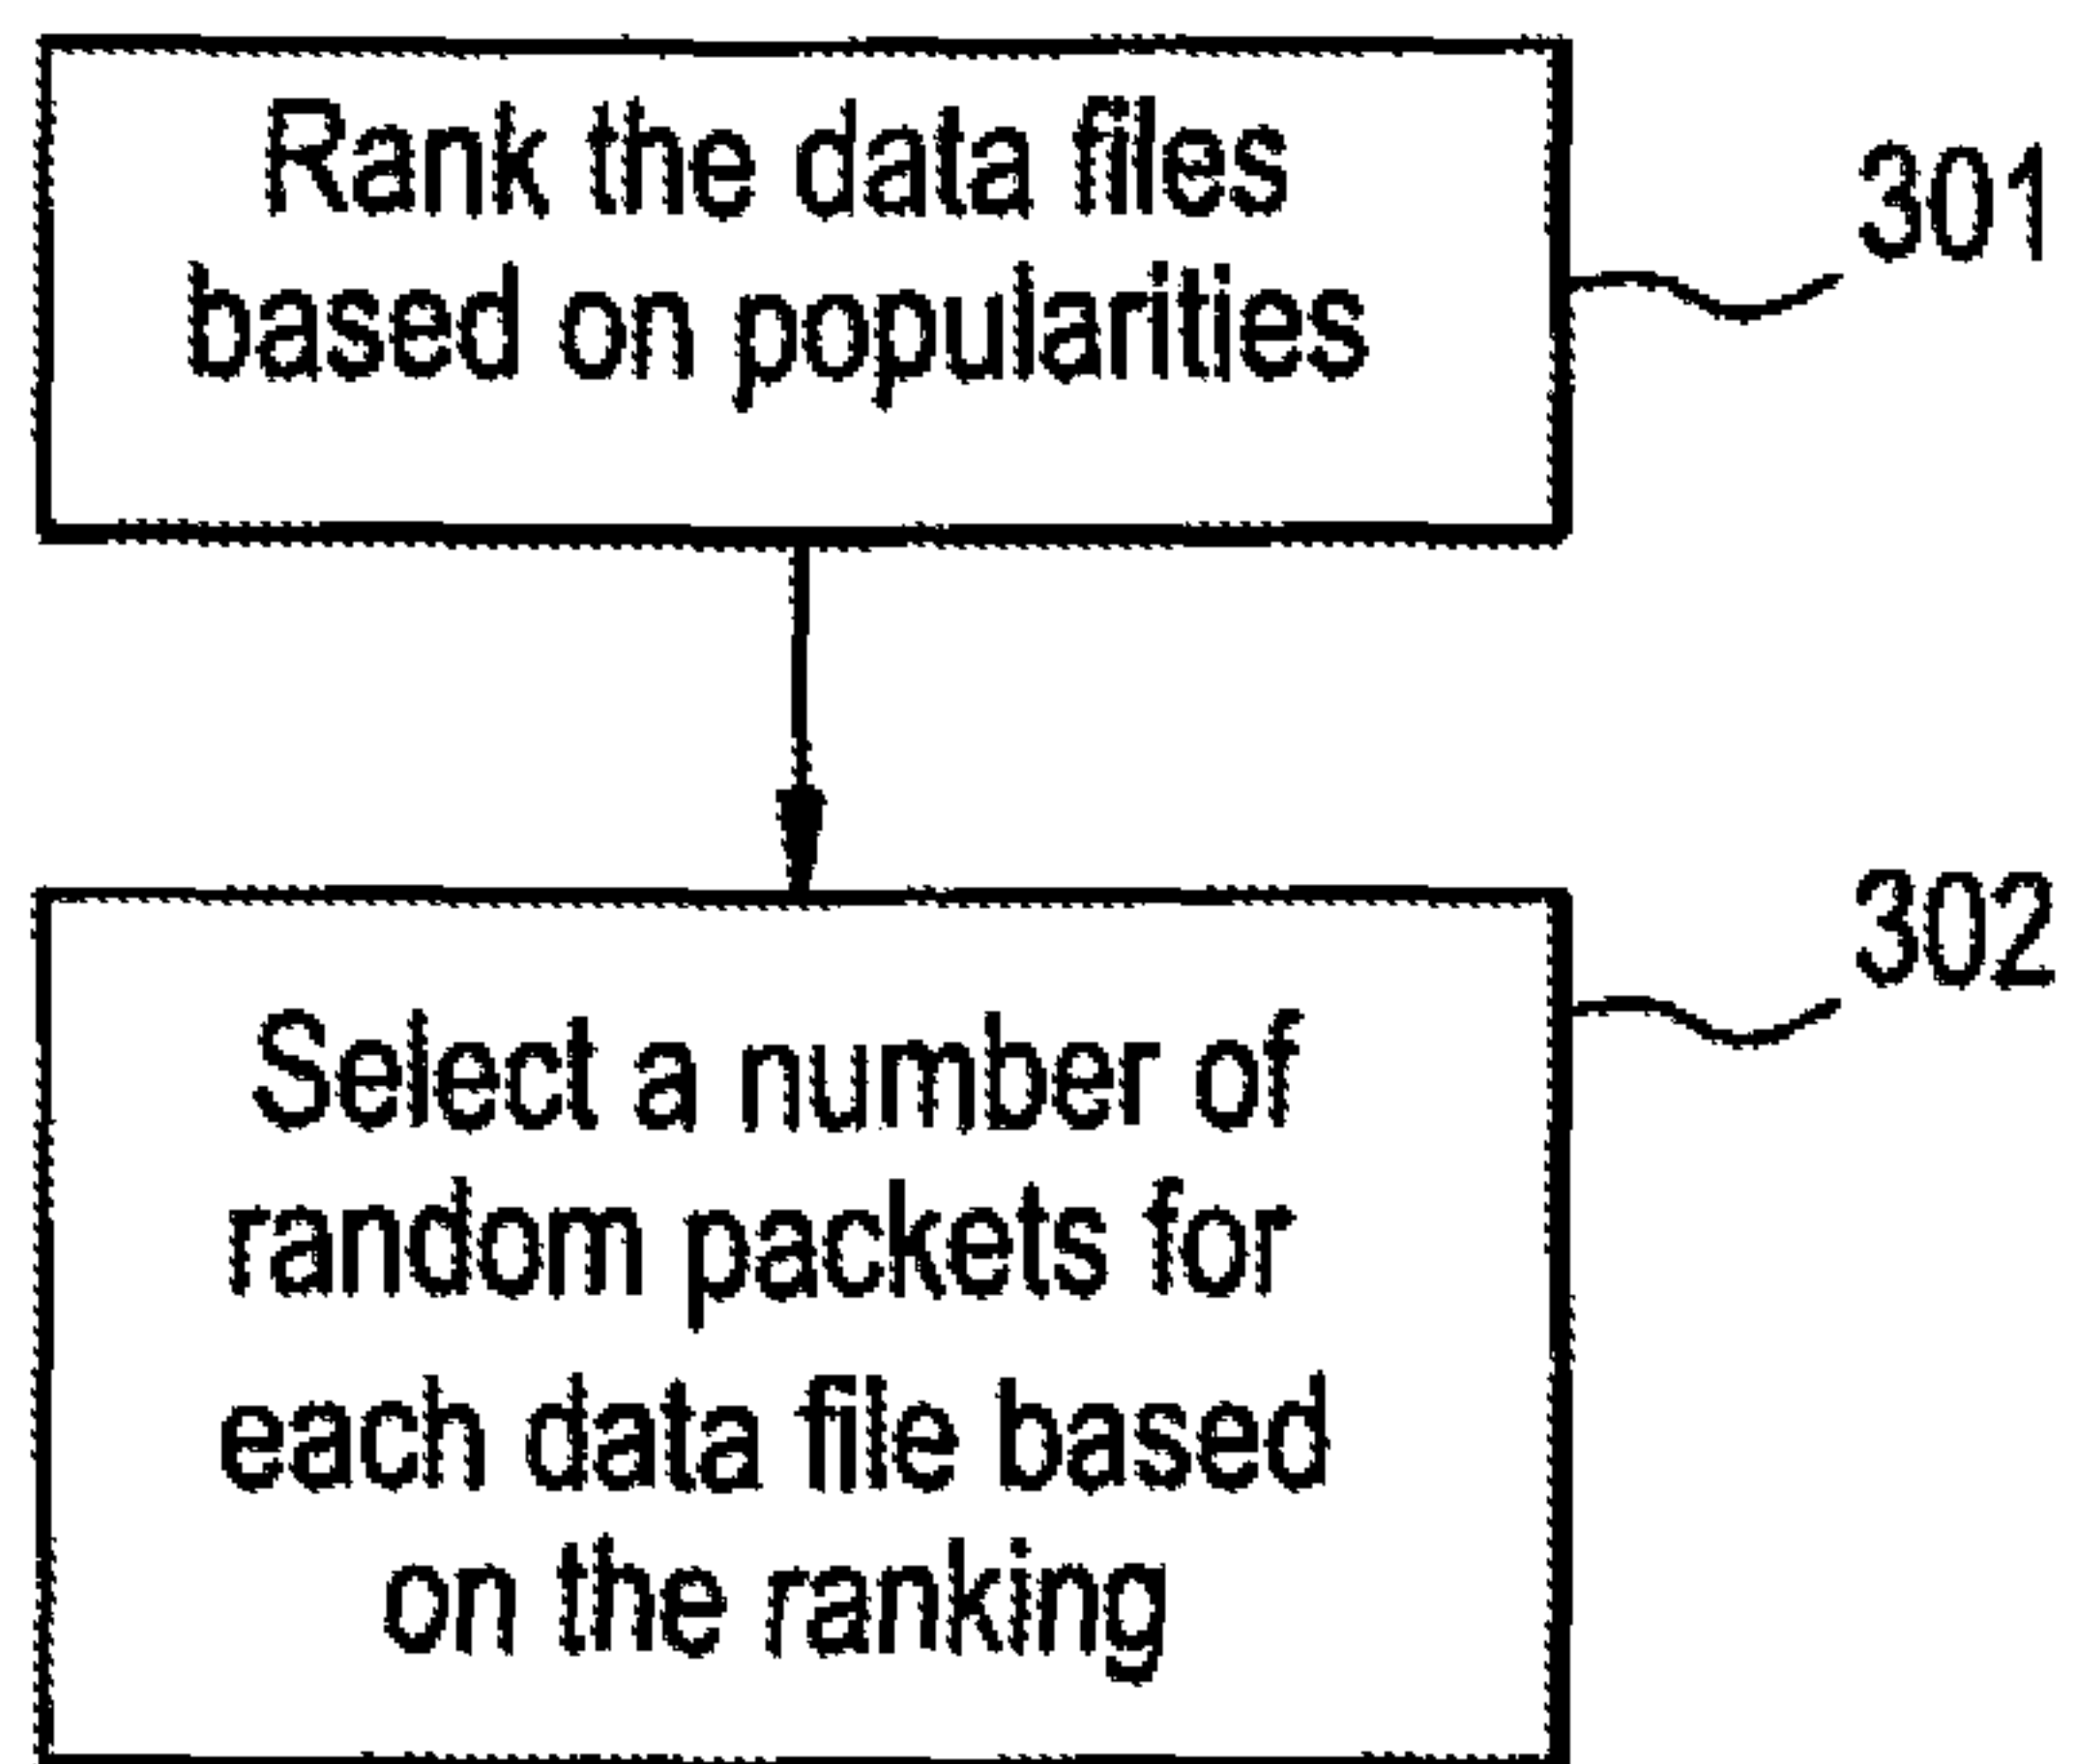 Rank the data files
based on popularities
301
302
Select a number of
random packets for
each data file based
on the ranking